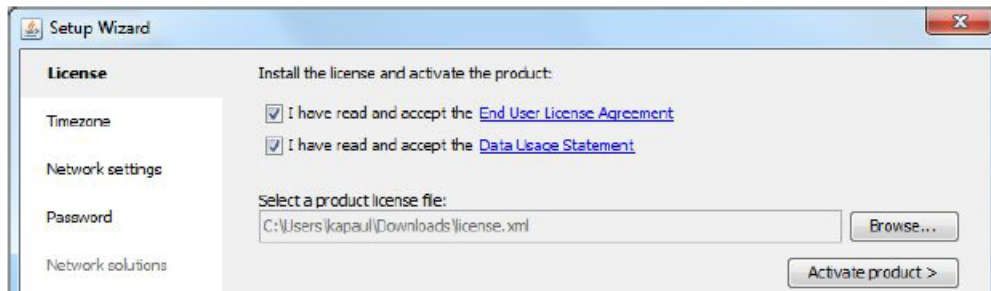 Setup Wizard
License
Install the license and activate the product:
I have read and accept the End User License Agreement
Timezone
I have read and accept the Data Usage Statement
Network settings
Select a product license file:
Password
C:\Users\kapaul\Downloads\license.xml
Browse...
Network solutions
Activate product >